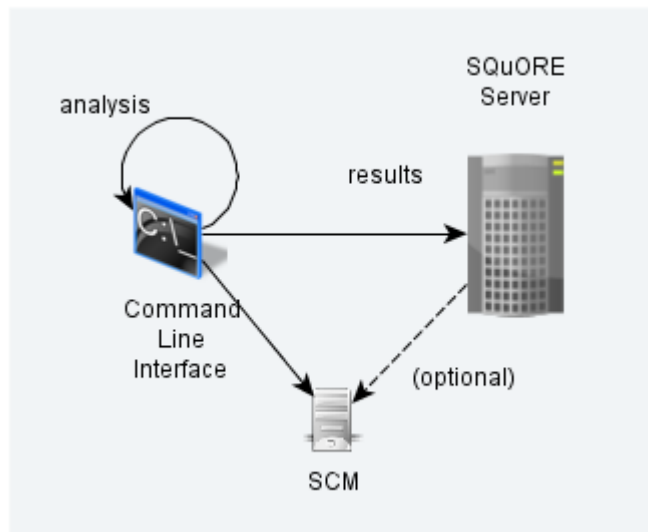 SQuORE
Server
analysis
results
C:\_
Command
Line
Interface
(optional)
SCM